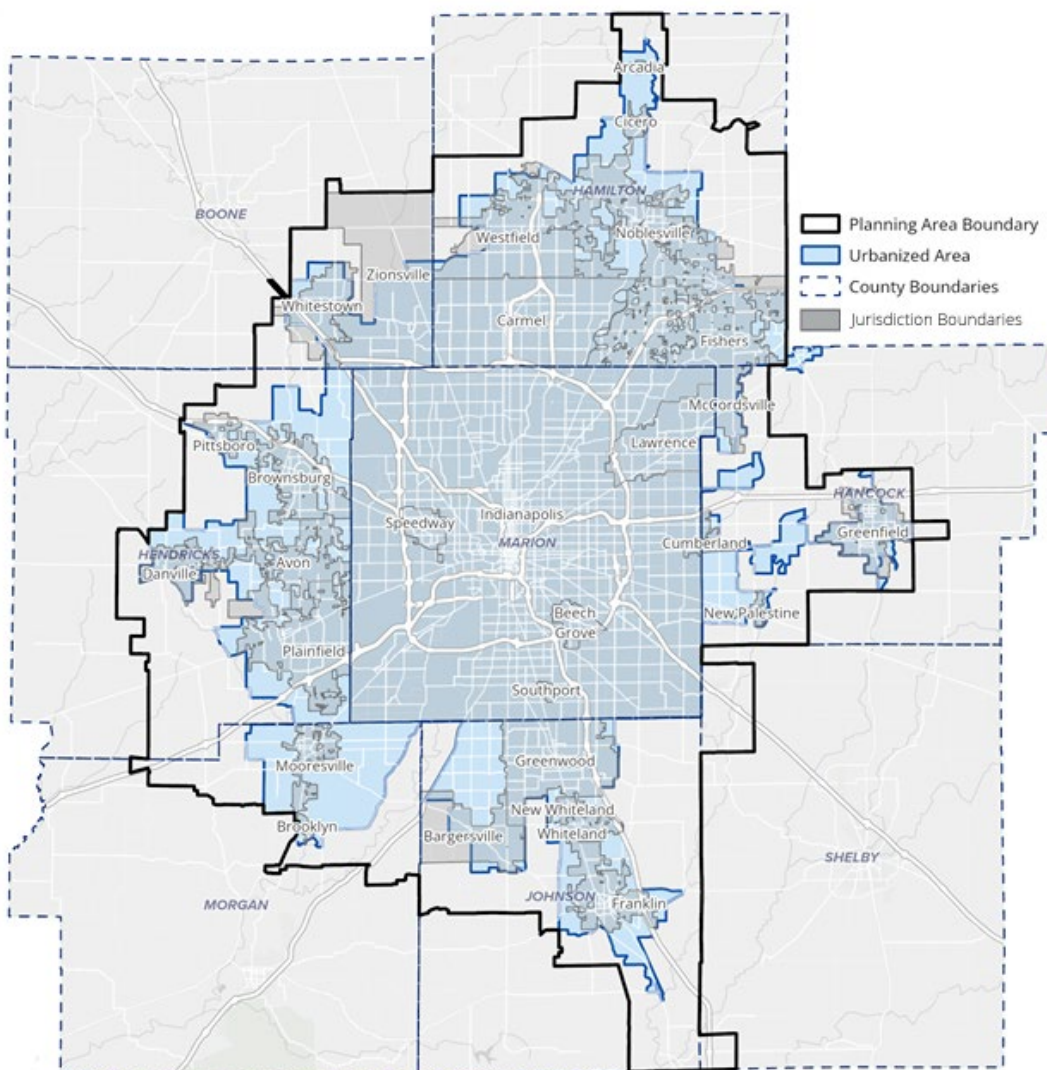 Arcadia
Cicero
HAMILTON
BOONE
Noblesville
Westfield
Zionsville
Whitestown
Carmel
Fishers
Planning Area Boundary
Urbanized Area
County Boundaries
Jurisdiction Boundaries
McCordsville
Lawrence
Pittsboro
Brownsburg
Speedway
Indianapolis
MARION
HANCOCK
Greenfield
Cumberland
HENDRICKS
Danville
Avon
New Palestine
Beech
Grove
Plainfield
Southport
Mooresville
Greenwood
Brooklyn
Bargersville
New Whiteland
Whiteland
SHELBY
MORGAN
JOHNSON
Franklin